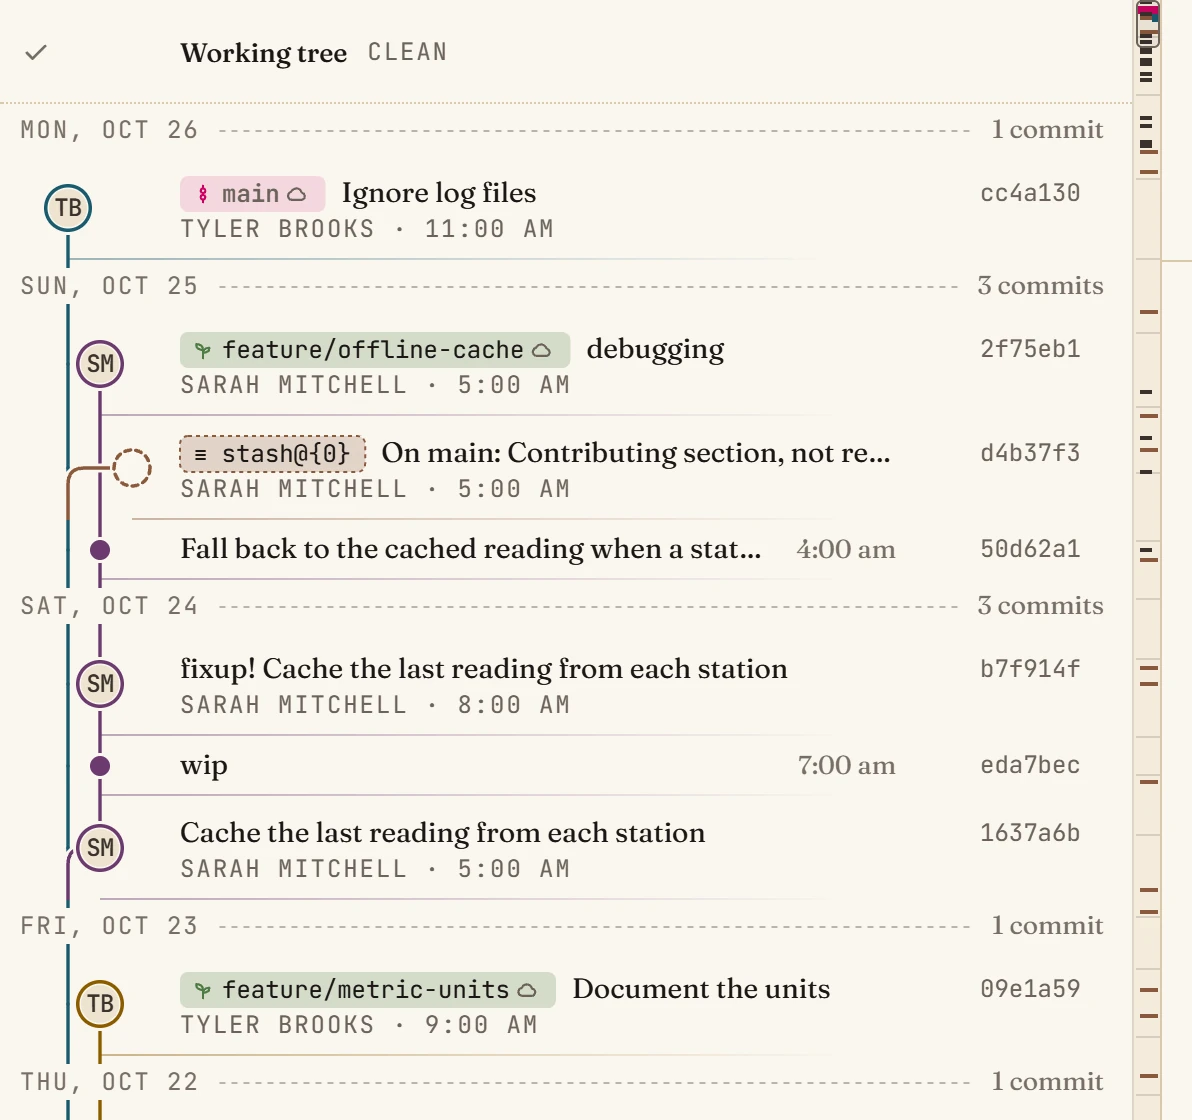 Working tree CLEAN
MON, OCT 26 1 commit
TB main Ignore log files cc4a130
TYLER BROOKS · 11:00 AM
SUN, OCT 25 3 commits
SM feature/offline-cache debugging 2f75eb1
SARAH MITCHELL · 5:00 AM
stash@{0} On main: Contributing section, not re... d4b37f3
SARAH MITCHELL · 5:00 AM
Fall back to the cached reading when a stat... 4:00 am 50d62a1
SAT, OCT 24 3 commits
SM fixup! Cache the last reading from each station b7f914f
SARAH MITCHELL · 8:00 AM
wip 7:00 am eda7bec
SM Cache the last reading from each station 1637a6b
SARAH MITCHELL · 5:00 AM
FRI, OCT 23 1 commit
TB feature/metric-units Document the units 09e1a59
TYLER BROOKS · 9:00 AM
THU, OCT 22 1 commit